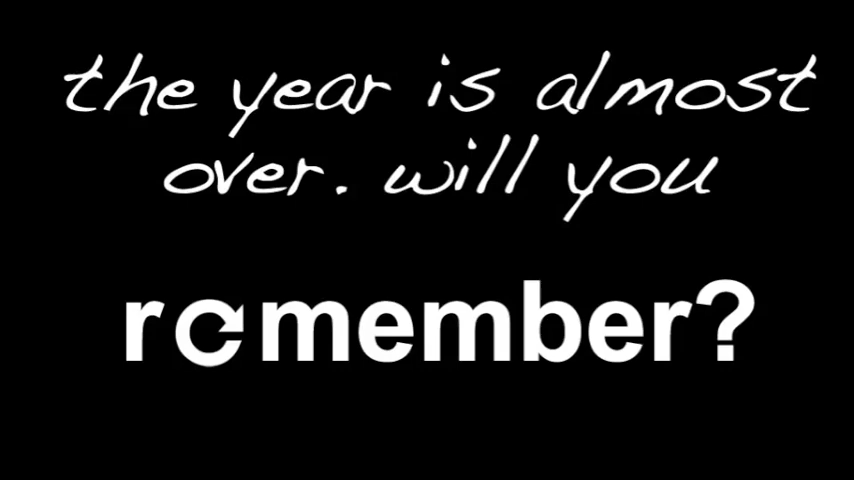 the year is almost
over. will you
remember?